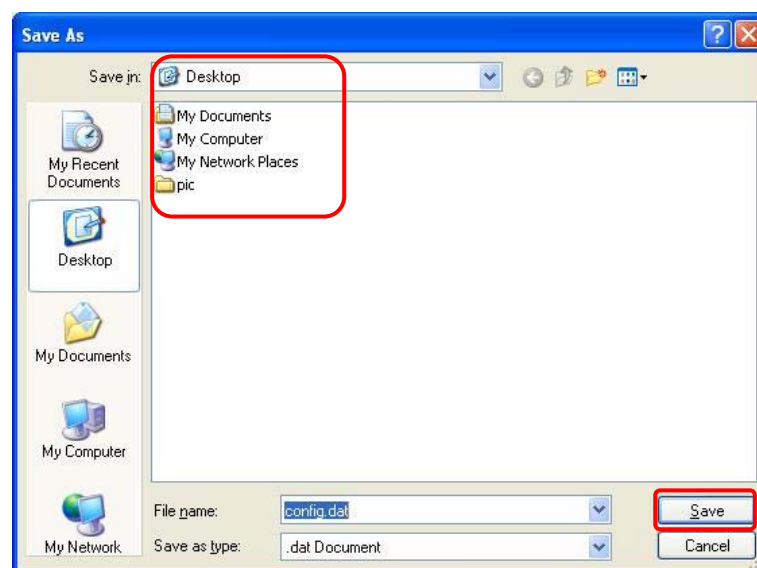 Save As
Save in: Desktop
My Recent
Documents
Desktop
My Documents
My Computer
My Network
My Documents
My Computer
My Network Places
pic
File name: config.dat
Save
Save as type: .dat Document
Cancel